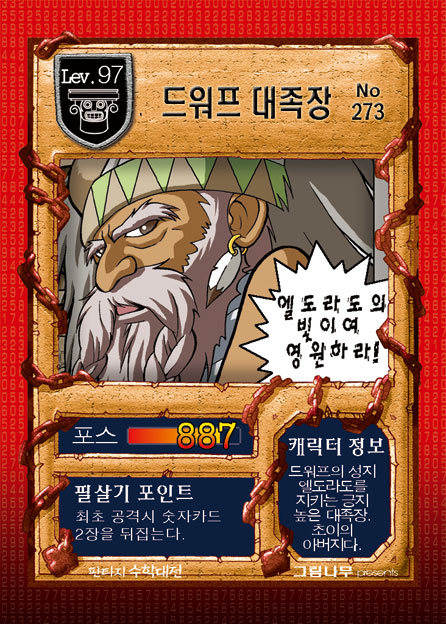 Lev. 97
드워프 대족장
No
273
엘도라도의
빛이여
영원하라!
포스 887
필살기 포인트
최초 공격시 숫자카드
2장을 뒤집는다.
캐릭터 정보
드워프의 성지
엘도라도를
지키는 긍지
높은 대족장.
초이의
아버지다.
판타지 수학대전
그림나무 presents